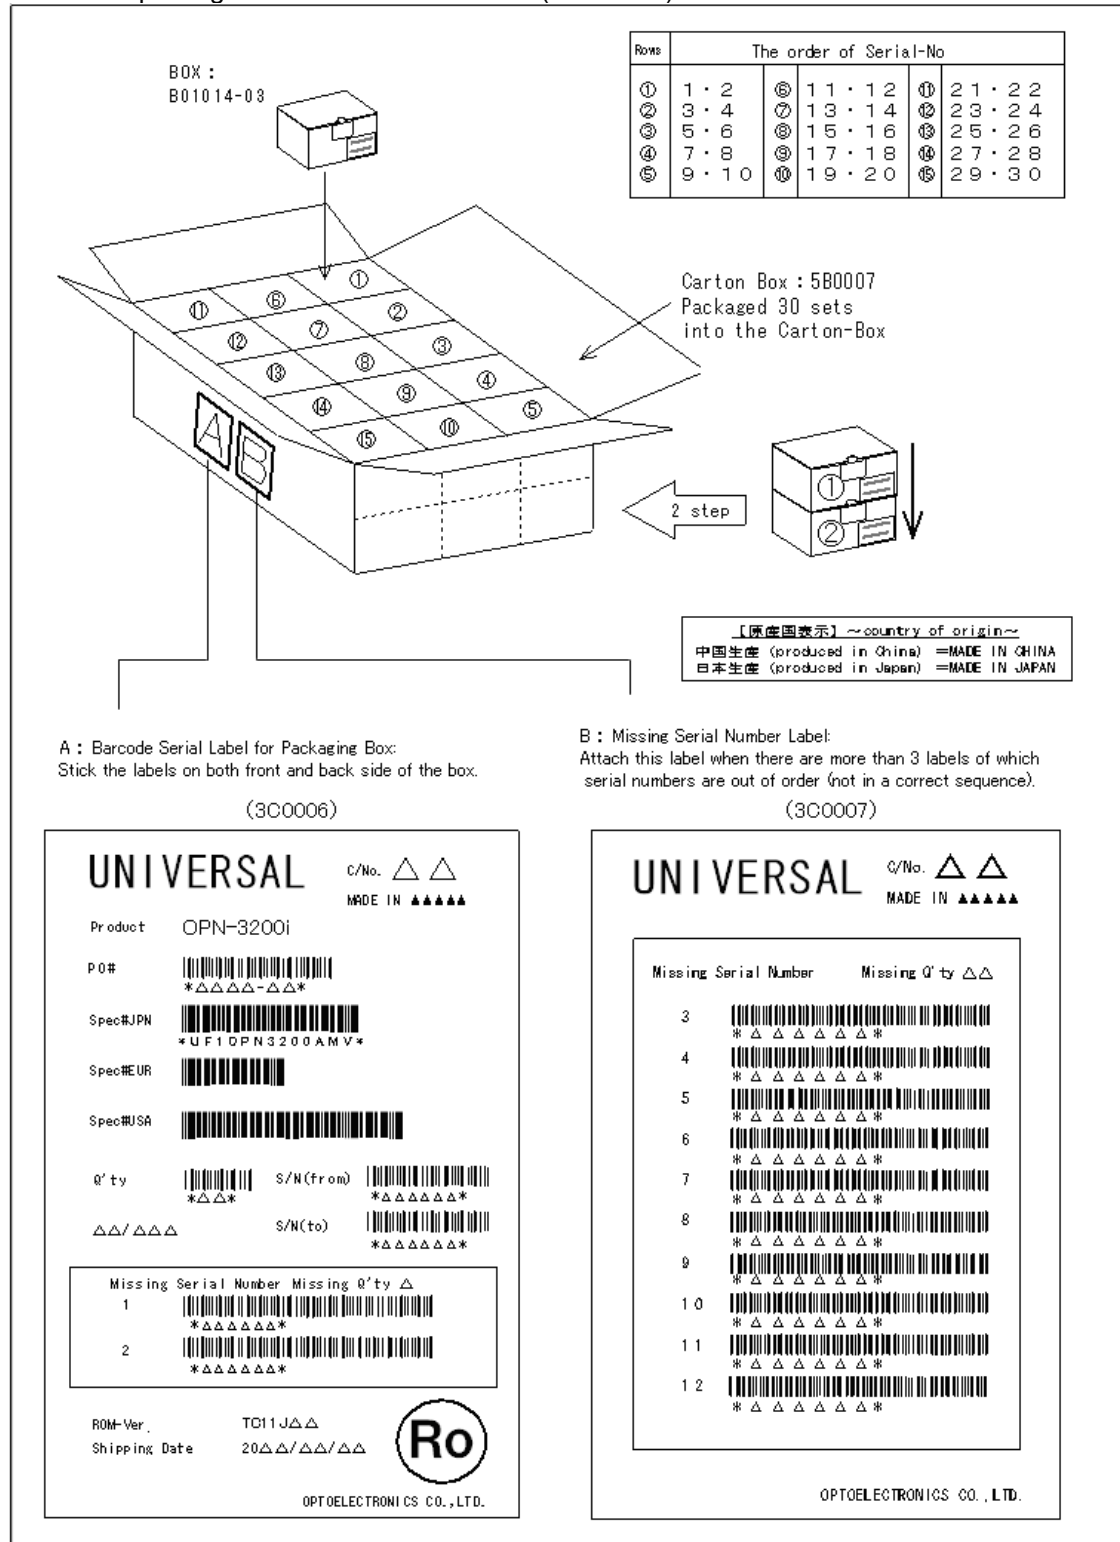 BOX：
B01014-03
Rows The order of Serial-No
① 1・2 ⑥ 11・12 ⑪ 21・22
② 3・4 ⑦ 13・14 ⑫ 23・24
③ 5・6 ⑧ 15・16 ⑬ 25・26
④ 7・8 ⑨ 17・18 ⑭ 27・28
⑤ 9・10 ⑩ 19・20 ⑮ 29・30
Carton Box：5B0007
Packaged 30 sets
into the Carton-Box
⑪ ⑥ ①
⑫ ⑦ ②
⑬ ⑧ ③
⑭ ⑨ ④
⑮ ⑩ ⑤
A B
2 step
①
②
【原産国表示】～country of origin～
中国生産 (produced in China) =MADE IN CHINA
日本生産 (produced in Japan) =MADE IN JAPAN
A：Barcode Serial Label for Packaging Box:
Stick the labels on both front and back side of the box.
(3C0006)
UNIVERSAL C/No. △ △
MADE IN ▲▲▲▲▲
Product OPN-3200i
PO#
*△△△△-△△*
Spec#JPN
*UF1OPN3200AMV*
Spec#EUR
Spec#USA
Q'ty S/N(from)
*△△* *△△△△△△*
△△/△△△ S/N(to)
*△△△△△△*
Missing Serial Number Missing Q'ty △
1
*△△△△△△*
2
*△△△△△△*
ROM-Ver. TC11J△△
Shipping Date 20△△/△△/△△
Ro
OPTOELECTRONICS CO.,LTD.
B：Missing Serial Number Label:
Attach this label when there are more than 3 labels of which
serial numbers are out of order (not in a correct sequence).
(3C0007)
UNIVERSAL C/No. △ △
MADE IN ▲▲▲▲▲
Missing Serial Number Missing Q'ty △△
3
* △ △ △ △ △ △ *
4
* △ △ △ △ △ △ *
5
* △ △ △ △ △ △ *
6
* △ △ △ △ △ △ *
7
* △ △ △ △ △ △ *
8
* △ △ △ △ △ △ *
9
* △ △ △ △ △ △ *
10
* △ △ △ △ △ △ *
11
* △ △ △ △ △ △ *
12
* △ △ △ △ △ △ *
OPTOELECTRONICS CO.,LTD.